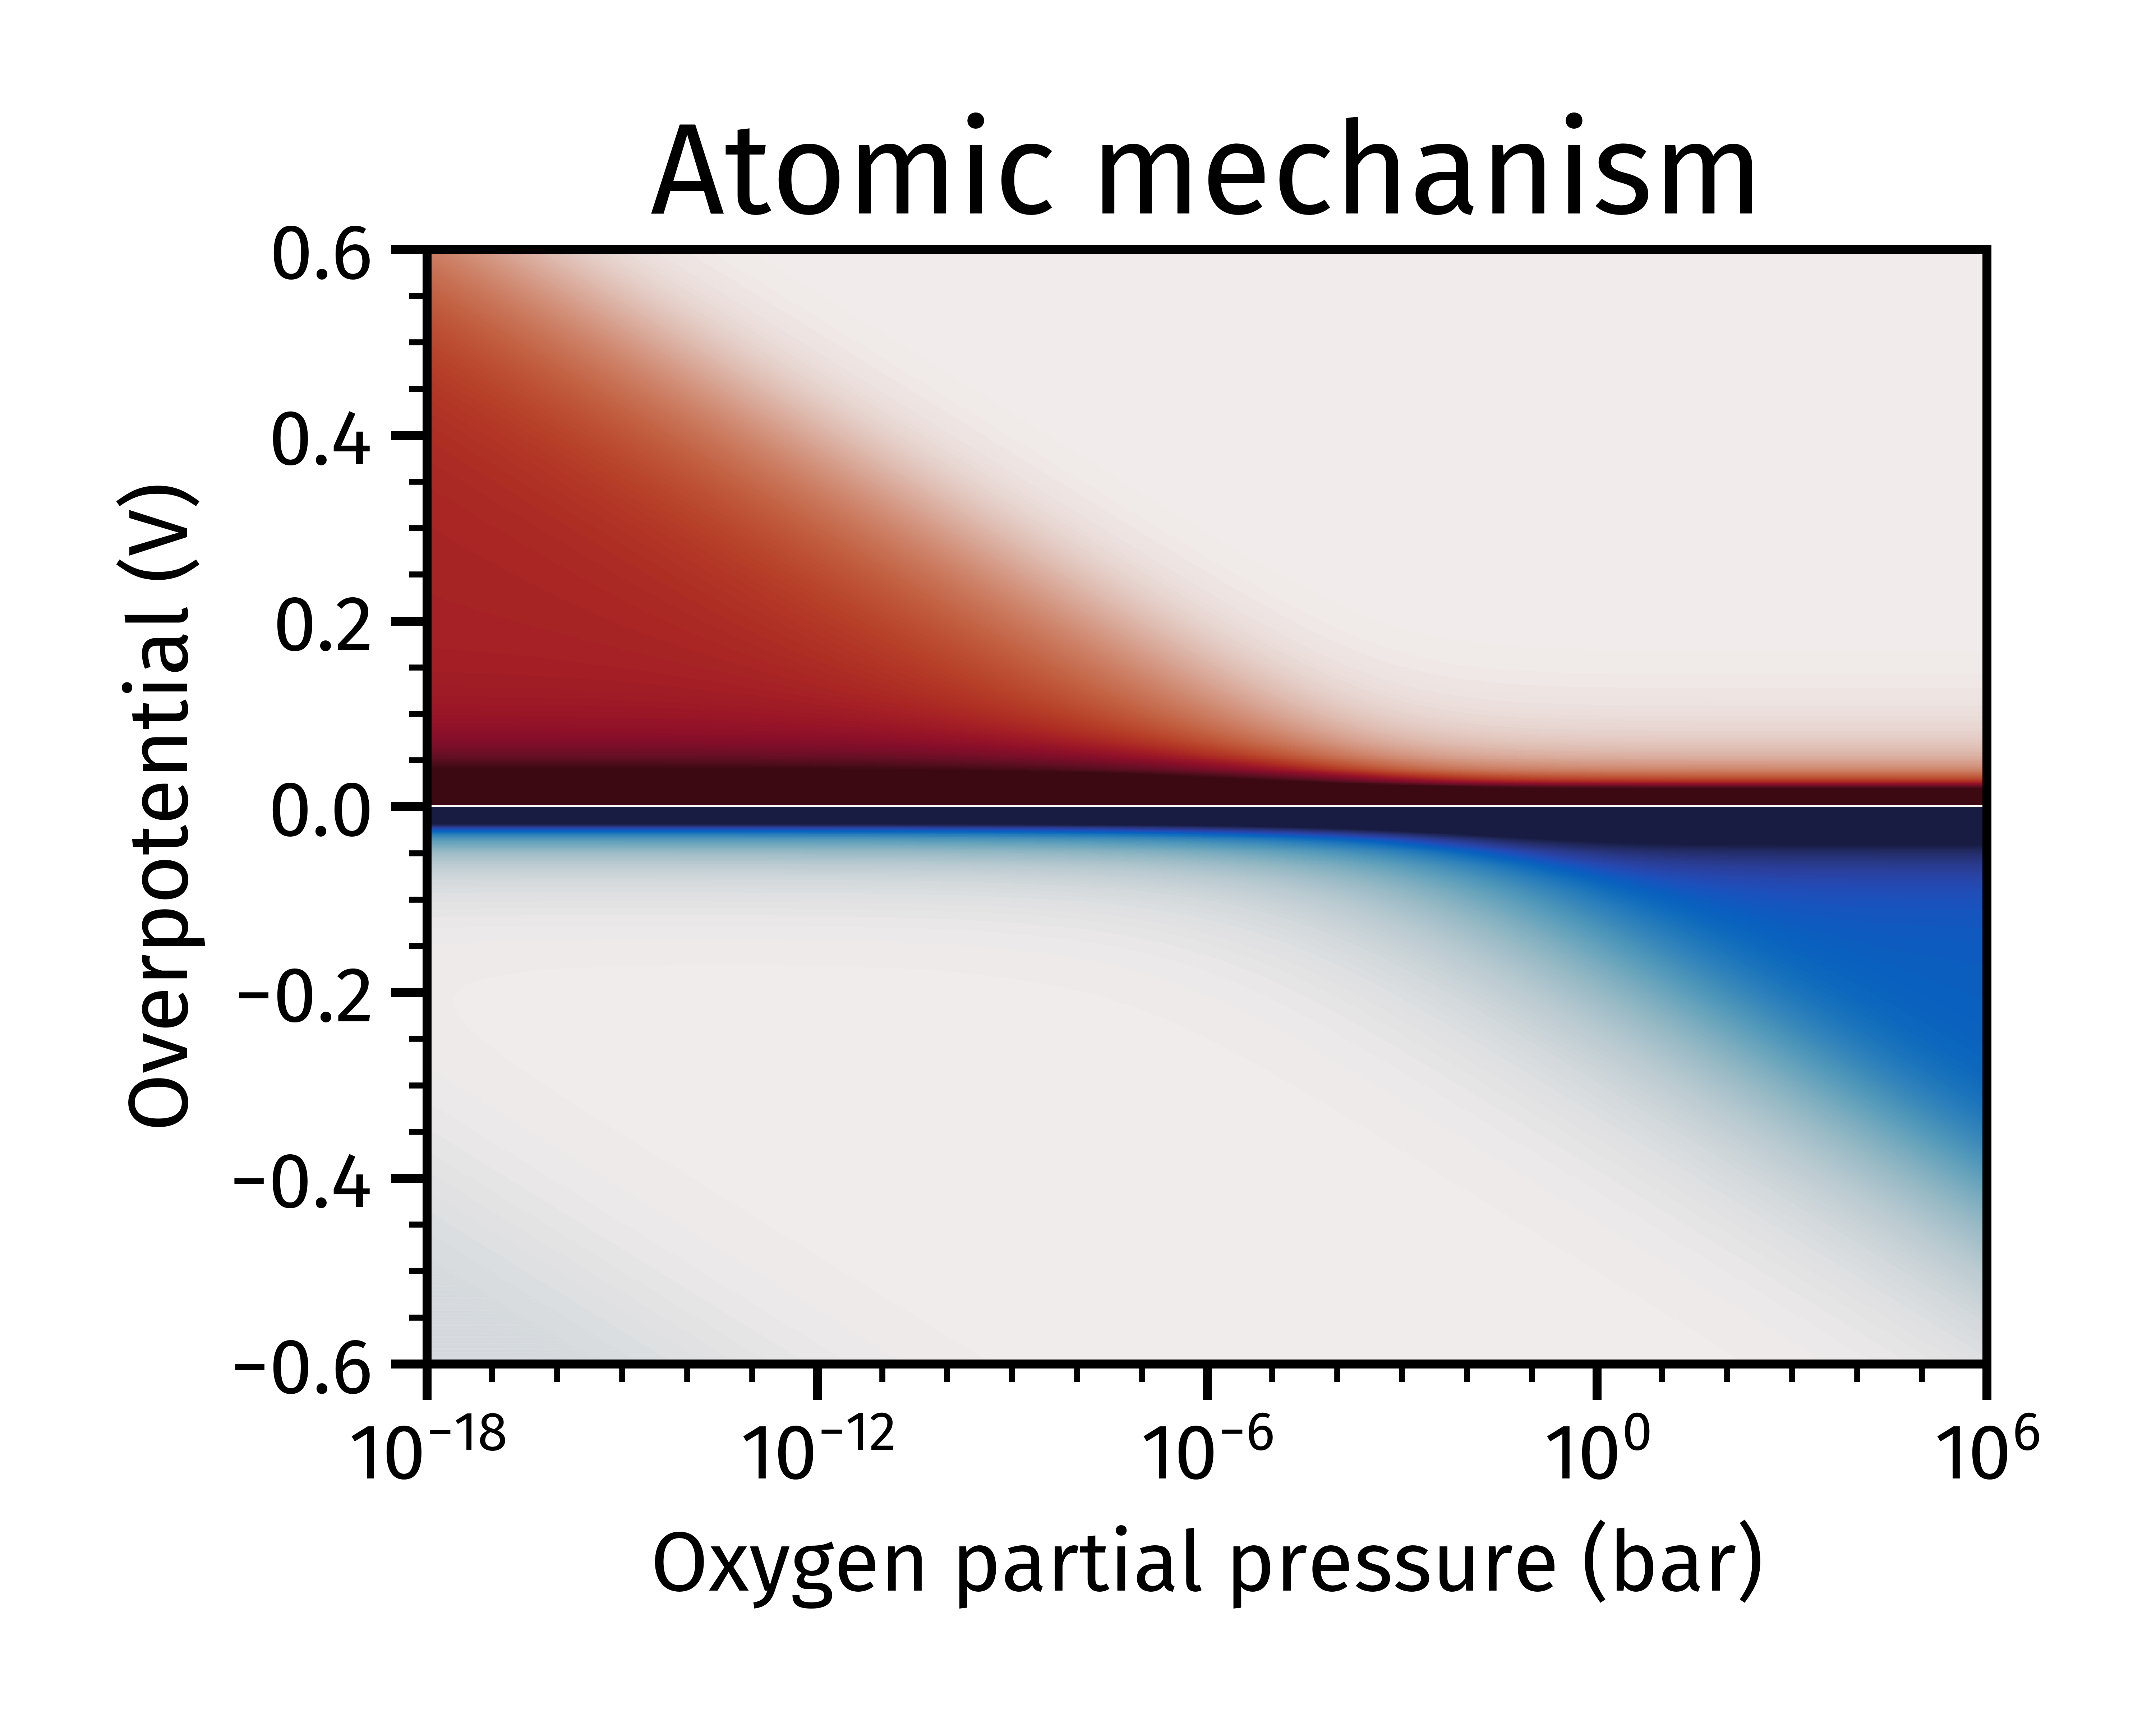 Atomic mechanism
0.6
0.4
0.2
0.0
−0.2
−0.4
−0.6
Overpotential (V)
10⁻¹⁸ 10⁻¹² 10⁻⁶ 10⁰ 10⁶
Oxygen partial pressure (bar)